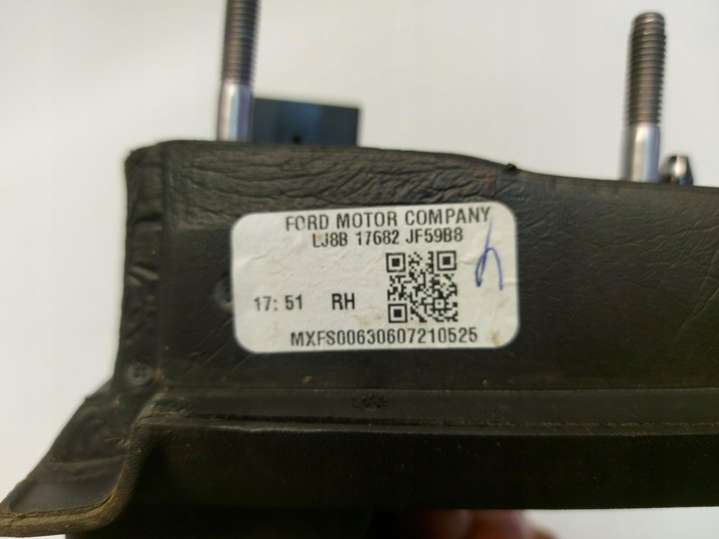 FORD MOTOR COMPANY
LJ8B 17682 JF59B8
17:51 RH
MXFS00630607210525